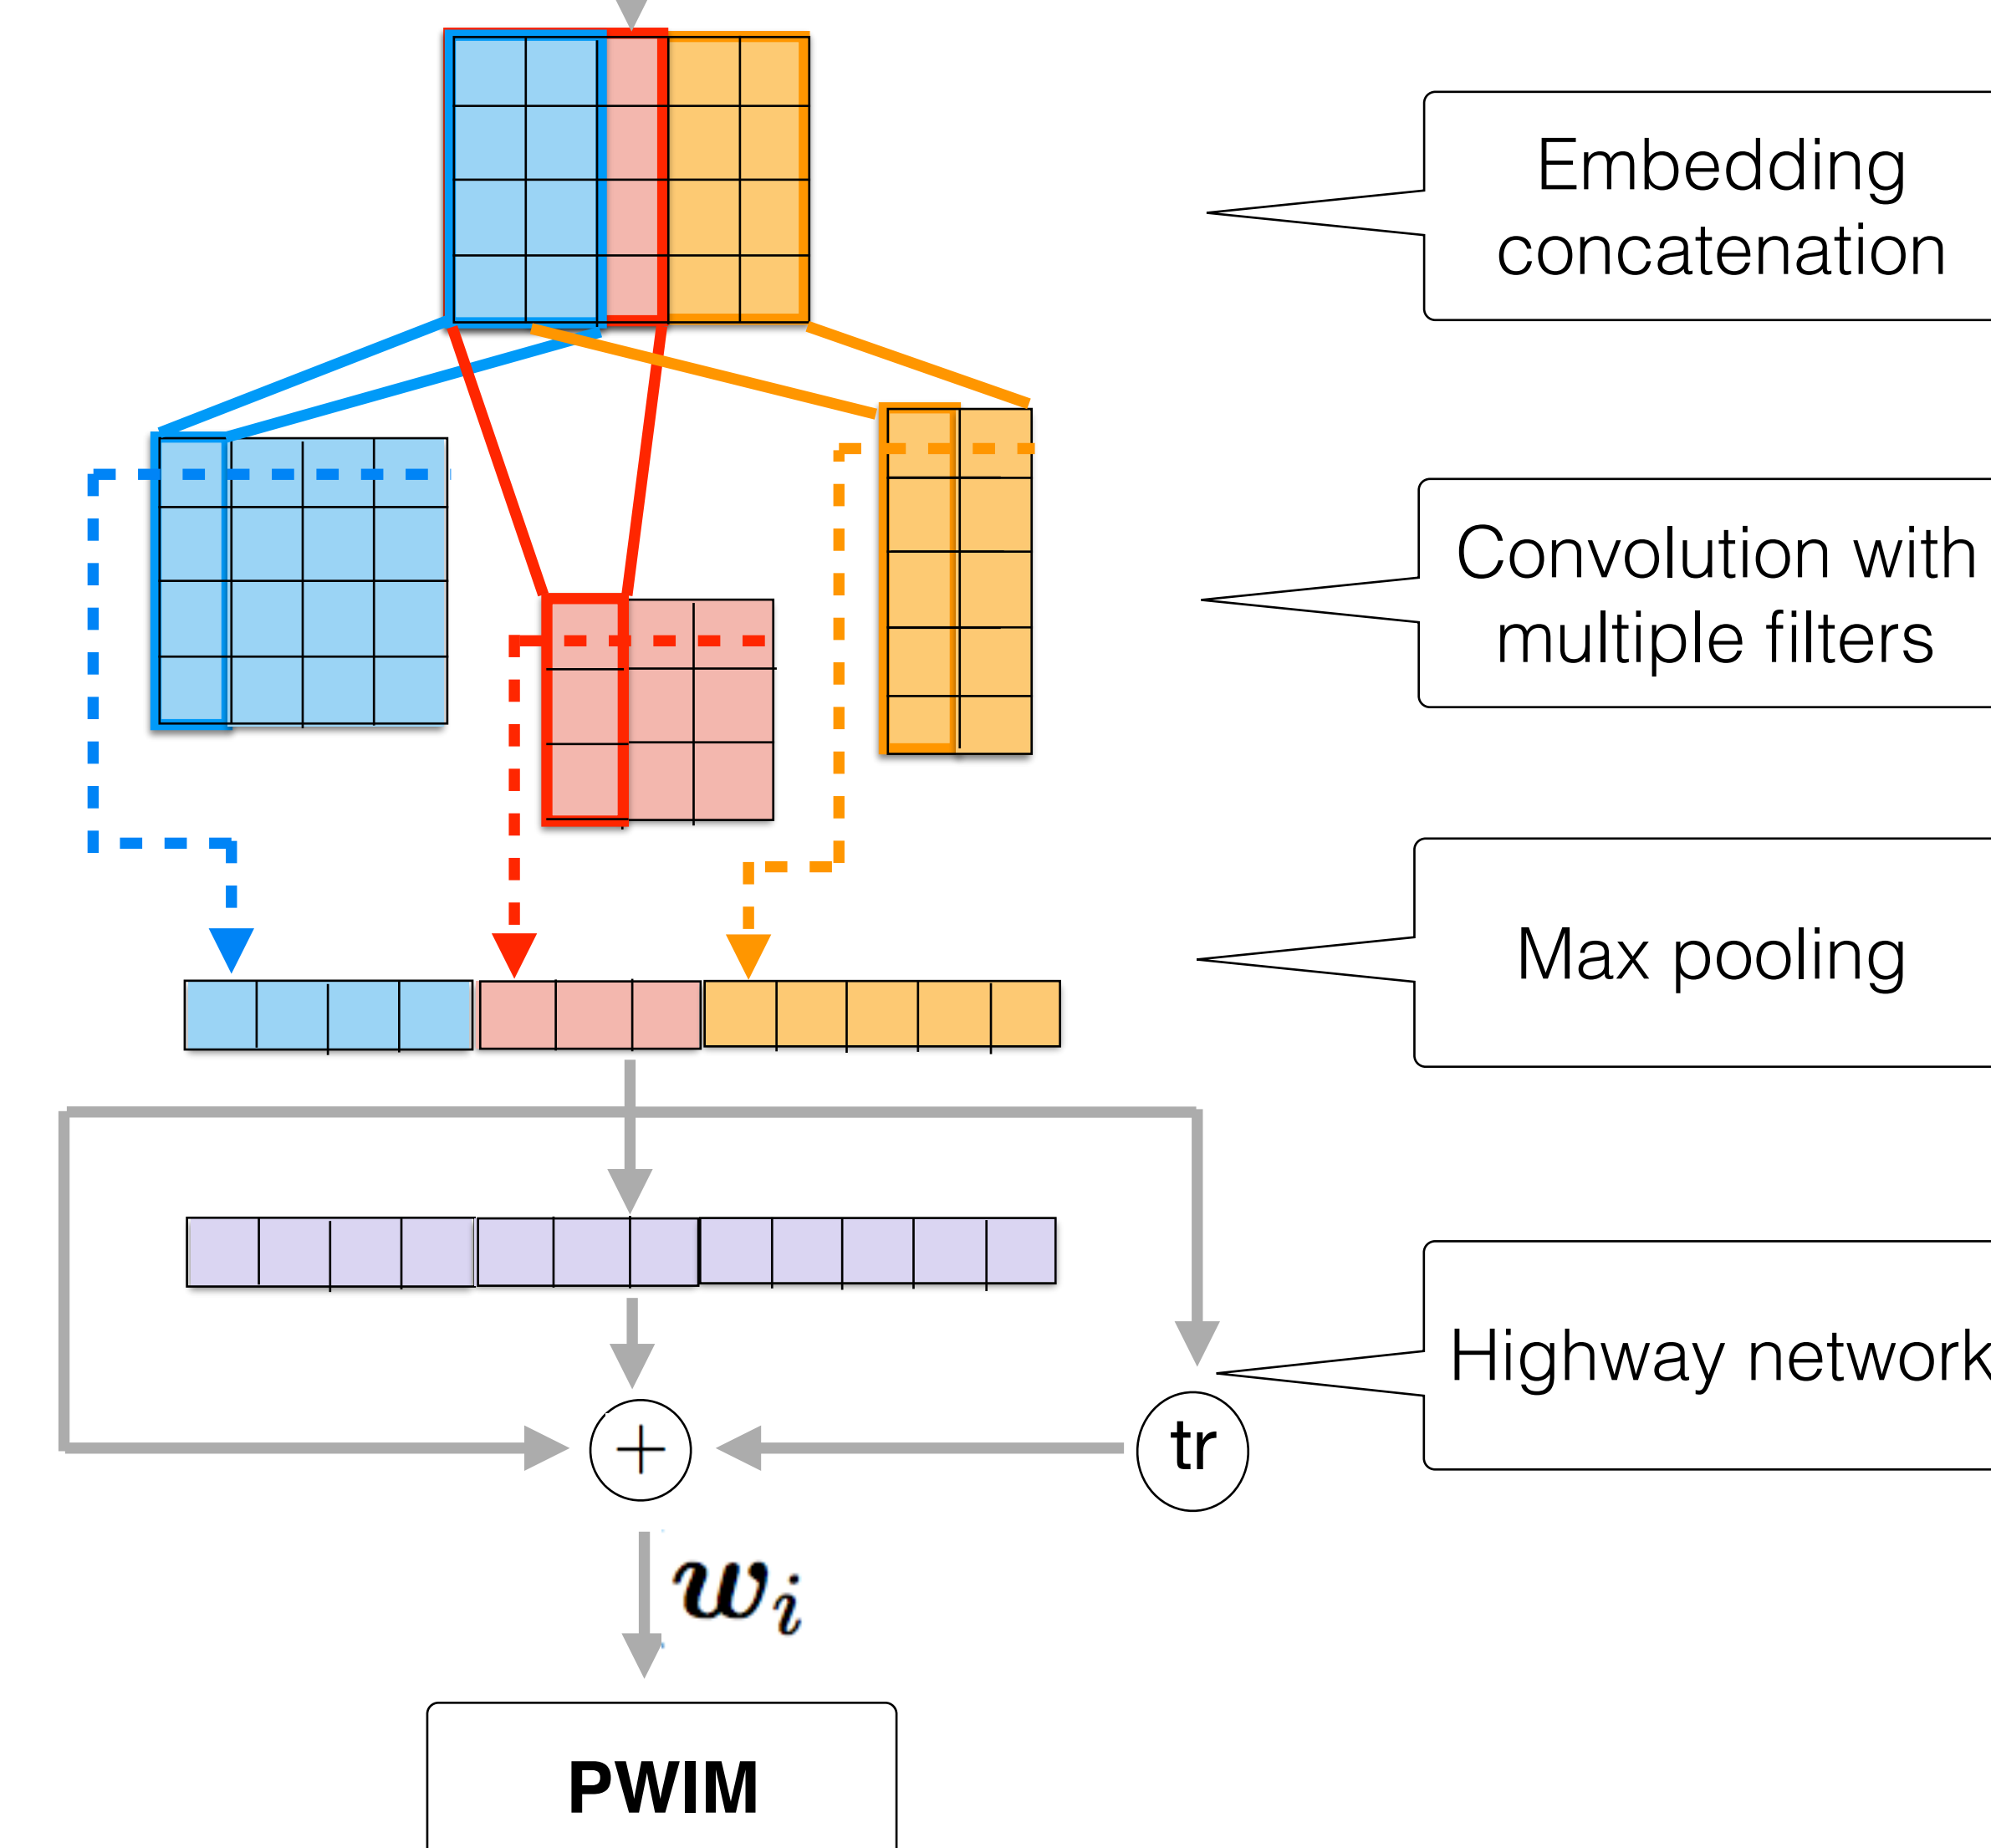 Embedding
concatenation
Convolution with
multiple filters
Max pooling
Highway network
+
tr
w_i
PWIM